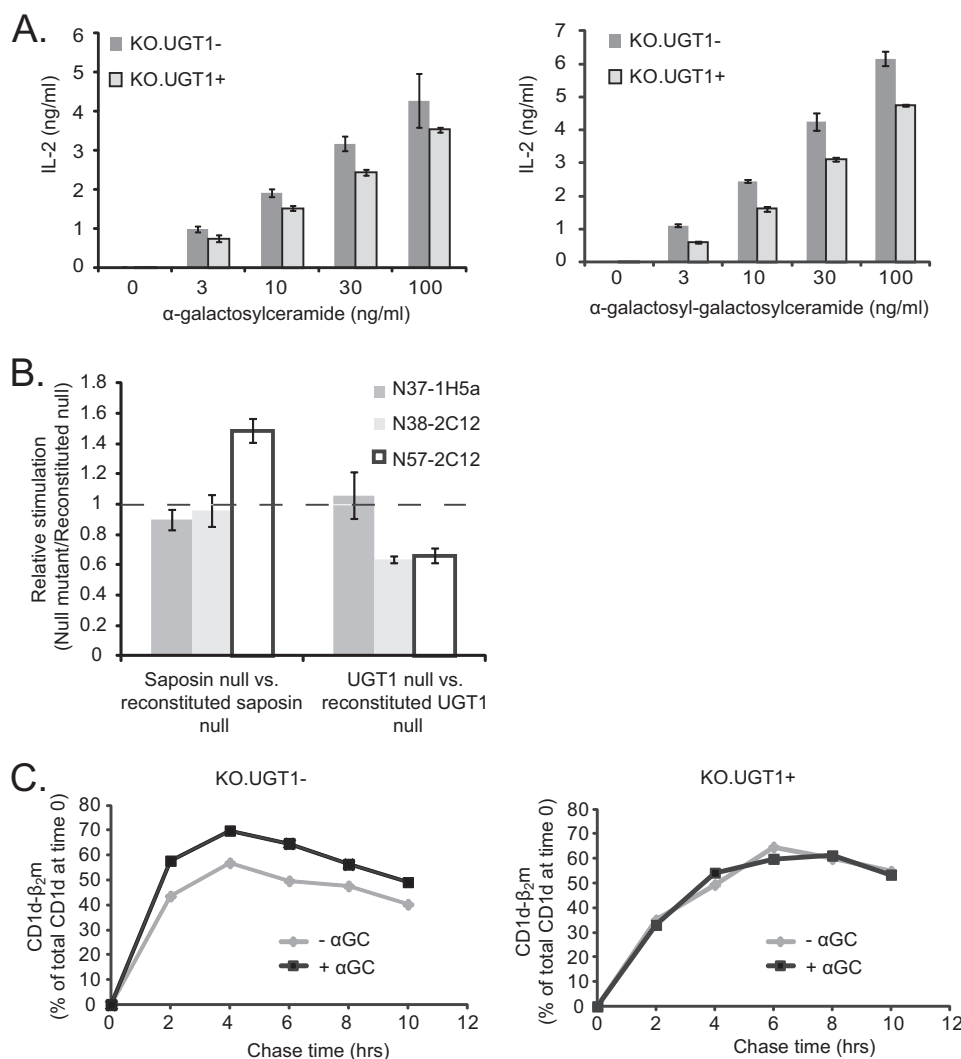 A.
IL-2 (ng/ml)
5
4
3
2
1
0
KO.UGT1-
KO.UGT1+
0 3 10 30 100
α-galactosylceramide (ng/ml)
IL-2 (ng/ml)
7
6
5
4
3
2
1
0
KO.UGT1-
KO.UGT1+
0 3 10 30 100
α-galactosyl-galactosylceramide (ng/ml)
B.
Relative stimulation
(Null mutant/Reconstituted null)
1.8
1.6
1.4
1.2
1
0.8
0.6
0.4
0.2
0
N37-1H5a
N38-2C12
N57-2C12
Saposin null vs.
reconstituted saposin
null
UGT1 null vs.
reconstituted UGT1
null
C.
KO.UGT1-
CD1d-β2m
(% of total CD1d at time 0)
80
70
60
50
40
30
20
10
0
- αGC
+ αGC
0 2 4 6 8 10 12
Chase time (hrs)
KO.UGT1+
CD1d-β2m
(% of total CD1d at time 0)
80
70
60
50
40
30
20
10
0
- αGC
+ αGC
0 2 4 6 8 10 12
Chase time (hrs)